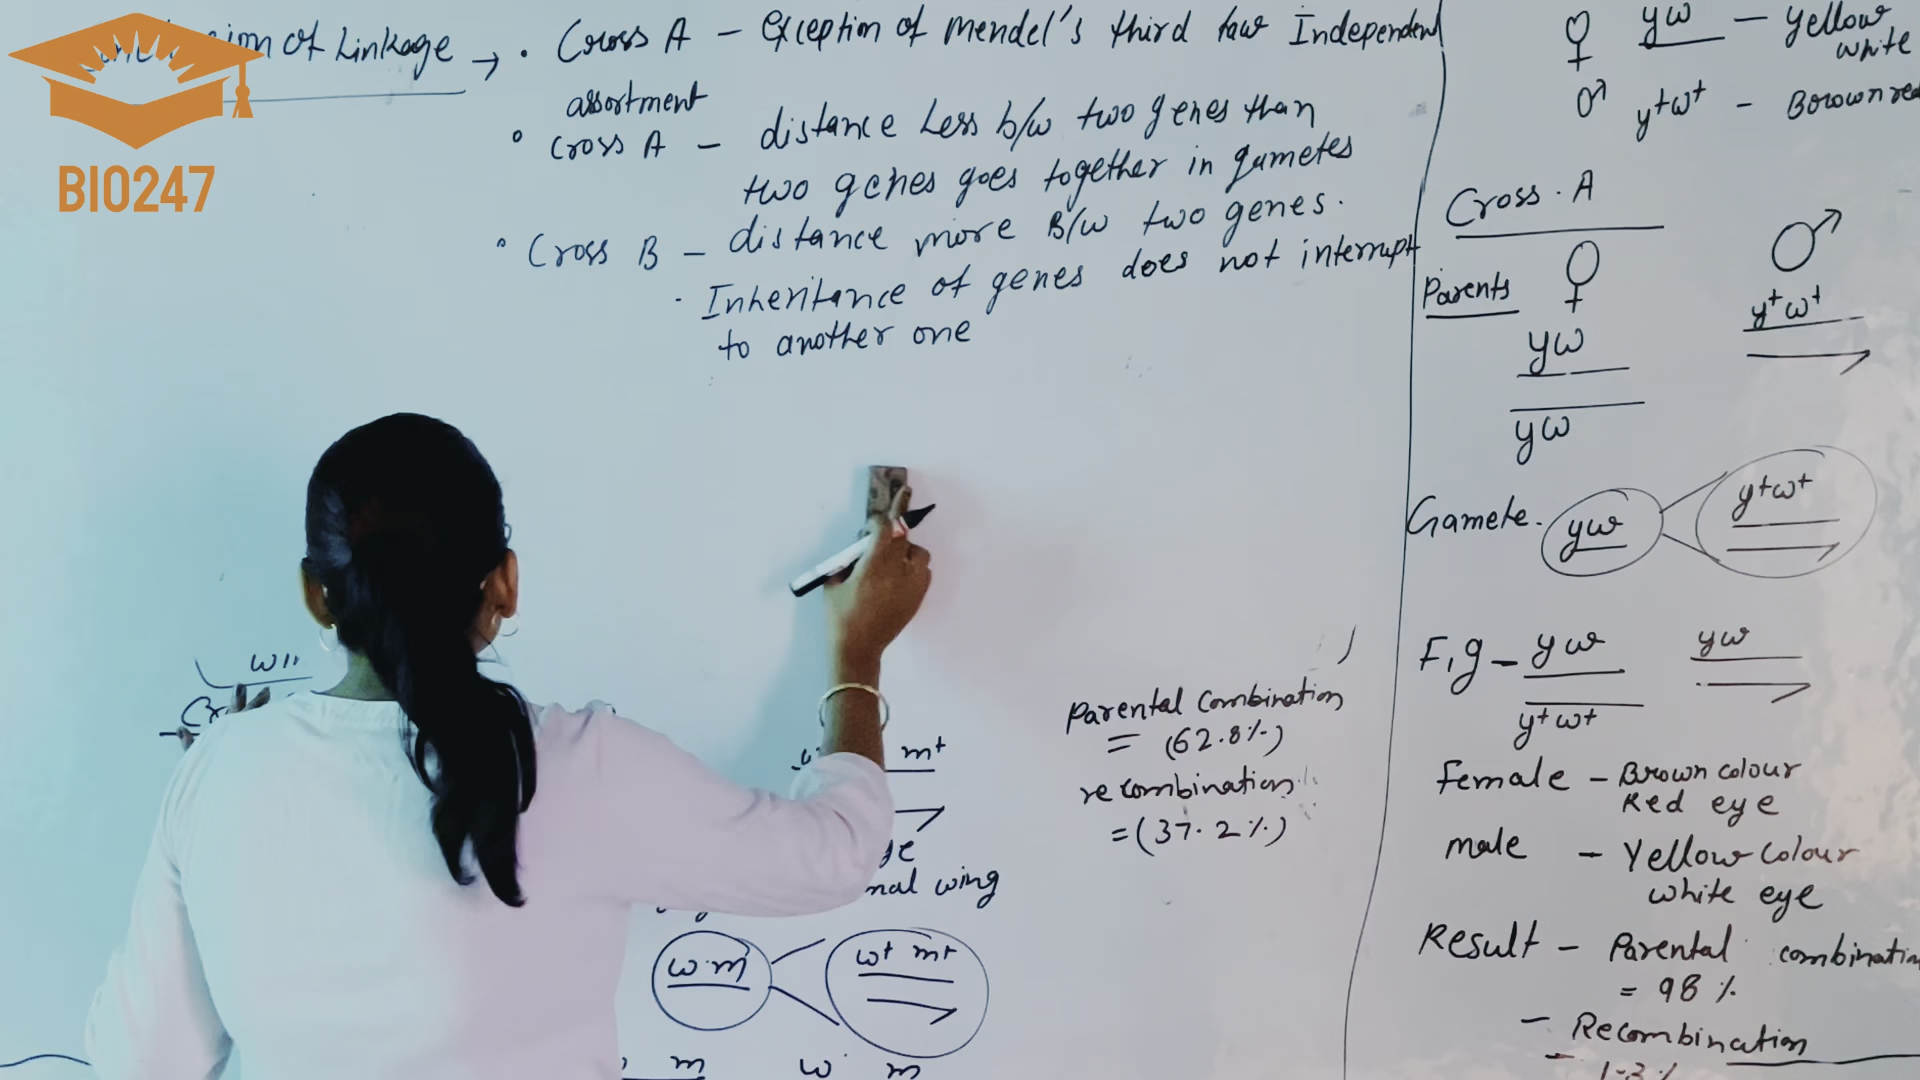 BIO247
of Linkage → • Cross A - Exception of Mendel's third law Independent
assortment
• Cross A - distance Less b/w two genes than
two genes goes together in gametes
• Cross B - distance more B/w two genes.
• Inheritance of genes does not interrupt
to another one
w
m+
nal wing
w m
w+ m+
m w m
Parental Combination
= (62.8%)
recombination
= (37.2%)
♀ yw - Yellow
white
♂ y+w+ - Brown red
Cross. A
Parents ♀ ♂
yw y+w+
yw
Gamete. yw y+w+
F1g - yw yw
y+w+
Female - Brown colour
Red eye
male - Yellow colour
white eye
Result - Parental combination
= 98 %
- Recombination